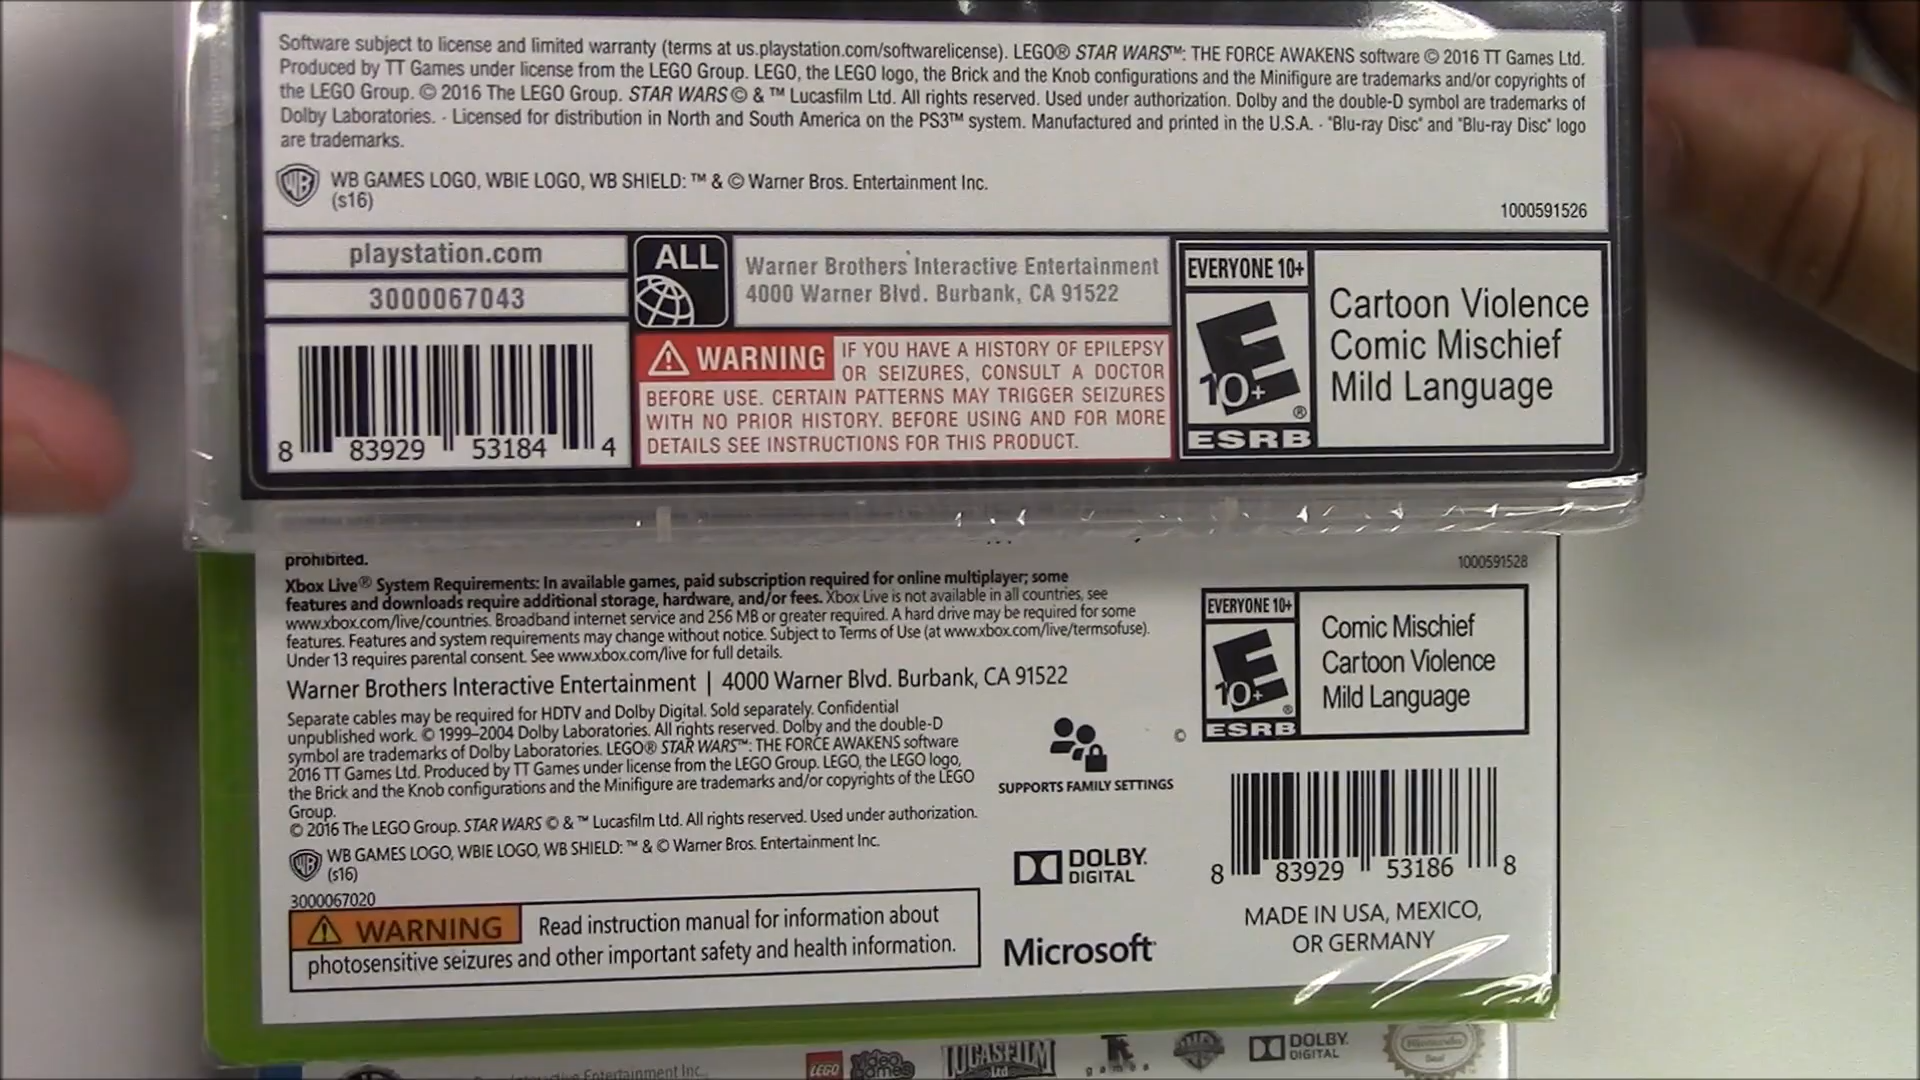 Software subject to license and limited warranty (terms at us.playstation.com/softwarelicense). LEGO® STAR WARS™: THE FORCE AWAKENS software © 2016 TT Games Ltd.
Produced by TT Games under license from the LEGO Group. LEGO, the LEGO logo, the Brick and the Knob configurations and the Minifigure are trademarks and/or copyrights of
the LEGO Group. © 2016 The LEGO Group. STAR WARS © & ™ Lucasfilm Ltd. All rights reserved. Used under authorization. Dolby and the double-D symbol are trademarks of
Dolby Laboratories. · Licensed for distribution in North and South America on the PS3™ system. Manufactured and printed in the U.S.A. · "Blu-ray Disc" and "Blu-ray Disc" logo
are trademarks.
WB GAMES LOGO, WBIE LOGO, WB SHIELD: ™ & © Warner Bros. Entertainment Inc.
(s16)
1000591526
playstation.com
3000067043
8 83929 53184 4
ALL
Warner Brothers Interactive Entertainment
4000 Warner Blvd. Burbank, CA 91522
WARNING IF YOU HAVE A HISTORY OF EPILEPSY
OR SEIZURES, CONSULT A DOCTOR
BEFORE USE. CERTAIN PATTERNS MAY TRIGGER SEIZURES
WITH NO PRIOR HISTORY. BEFORE USING AND FOR MORE
DETAILS SEE INSTRUCTIONS FOR THIS PRODUCT.
EVERYONE 10+
E
10+
®
ESRB
Cartoon Violence
Comic Mischief
Mild Language
prohibited.
Xbox Live® System Requirements: In available games, paid subscription required for online multiplayer; some
features and downloads require additional storage, hardware, and/or fees. Xbox Live is not available in all countries, see
www.xbox.com/live/countries. Broadband internet service and 256 MB or greater required. A hard drive may be required for some
features. Features and system requirements may change without notice. Subject to Terms of Use (at www.xbox.com/live/termsofuse).
Under 13 requires parental consent. See www.xbox.com/live for full details.
Warner Brothers Interactive Entertainment | 4000 Warner Blvd. Burbank, CA 91522
Separate cables may be required for HDTV and Dolby Digital. Sold separately. Confidential
unpublished work. © 1999–2004 Dolby Laboratories. All rights reserved. Dolby and the double-D
symbol are trademarks of Dolby Laboratories. LEGO® STAR WARS™: THE FORCE AWAKENS software ©
2016 TT Games Ltd. Produced by TT Games under license from the LEGO Group. LEGO, the LEGO logo,
the Brick and the Knob configurations and the Minifigure are trademarks and/or copyrights of the LEGO
Group.
© 2016 The LEGO Group. STAR WARS © & ™ Lucasfilm Ltd. All rights reserved. Used under authorization.
WB GAMES LOGO, WBIE LOGO, WB SHIELD: ™ & © Warner Bros. Entertainment Inc.
(s16)
3000067020
WARNING Read instruction manual for information about
photosensitive seizures and other important safety and health information.
SUPPORTS FAMILY SETTINGS
DOLBY
DIGITAL
Microsoft
1000591528
EVERYONE 10+
E
10+
®
ESRB
Comic Mischief
Cartoon Violence
Mild Language
8 83929 53186 8
MADE IN USA, MEXICO,
OR GERMANY
Entertainment Inc.
LEGO
video games
LUCASFILM
Ltd
games
WB
DOLBY
DIGITAL
Nintendo
Seal